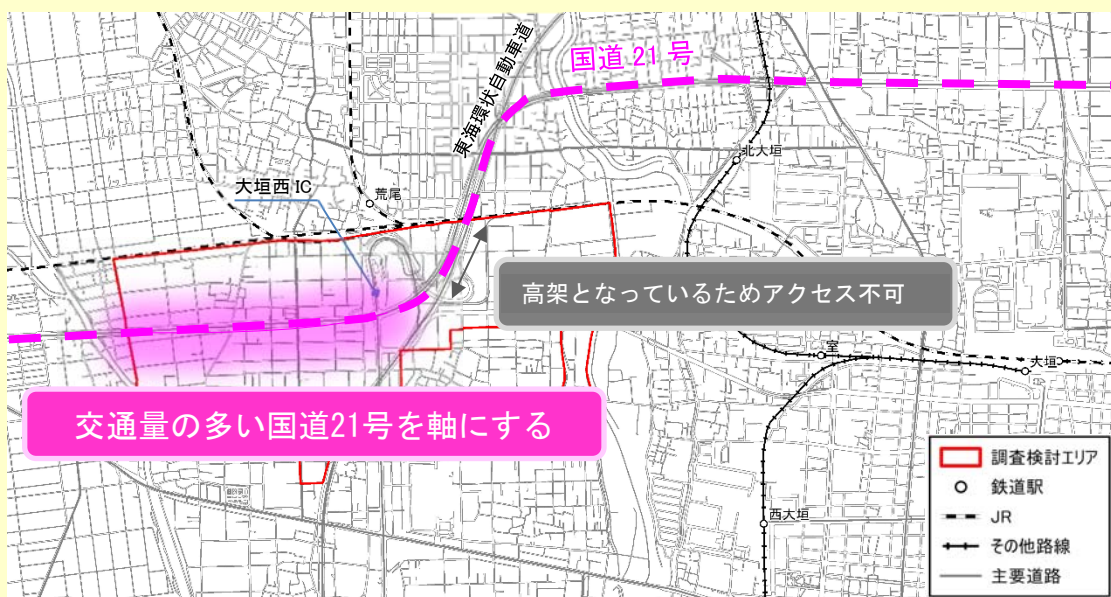 国道 21 号
東海環状自動車道
北大垣
大垣西 IC
荒尾
高架となっているためアクセス不可
室
大垣
交通量の多い国道21号を軸にする
西大垣
調査検討エリア
鉄道駅
JR
その他路線
主要道路